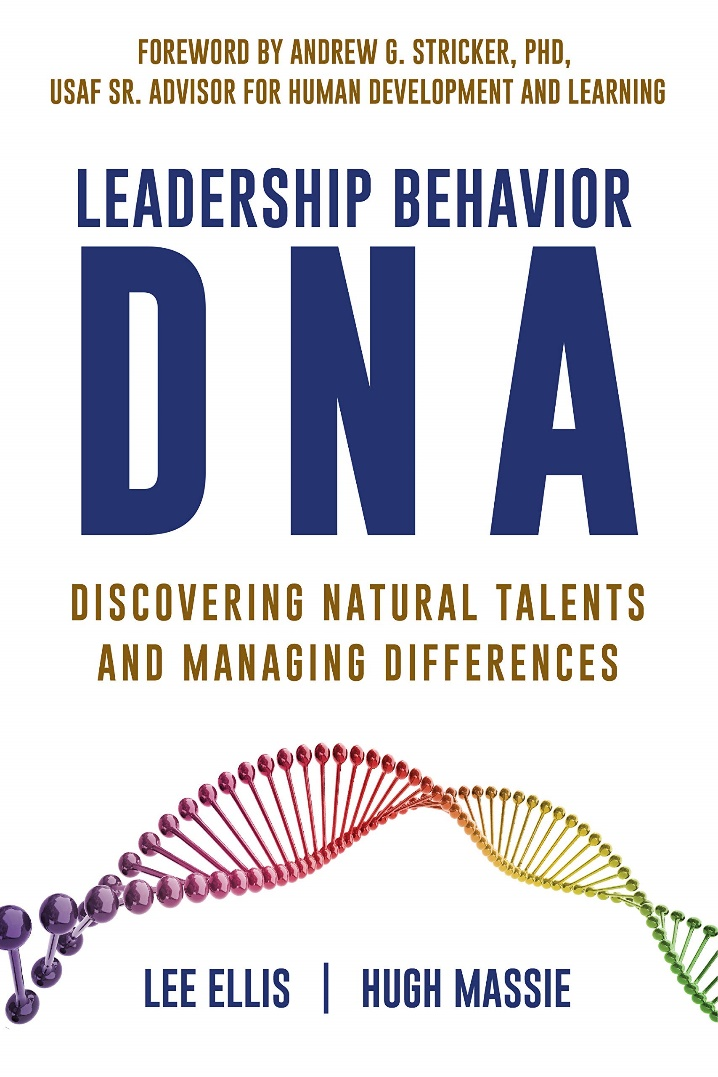 FOREWORD BY ANDREW G. STRICKER, PHD,
USAF SR. ADVISOR FOR HUMAN DEVELOPMENT AND LEARNING
LEADERSHIP BEHAVIOR
DNA
DISCOVERING NATURAL TALENTS
AND MANAGING DIFFERENCES
LEE ELLIS | HUGH MASSIE